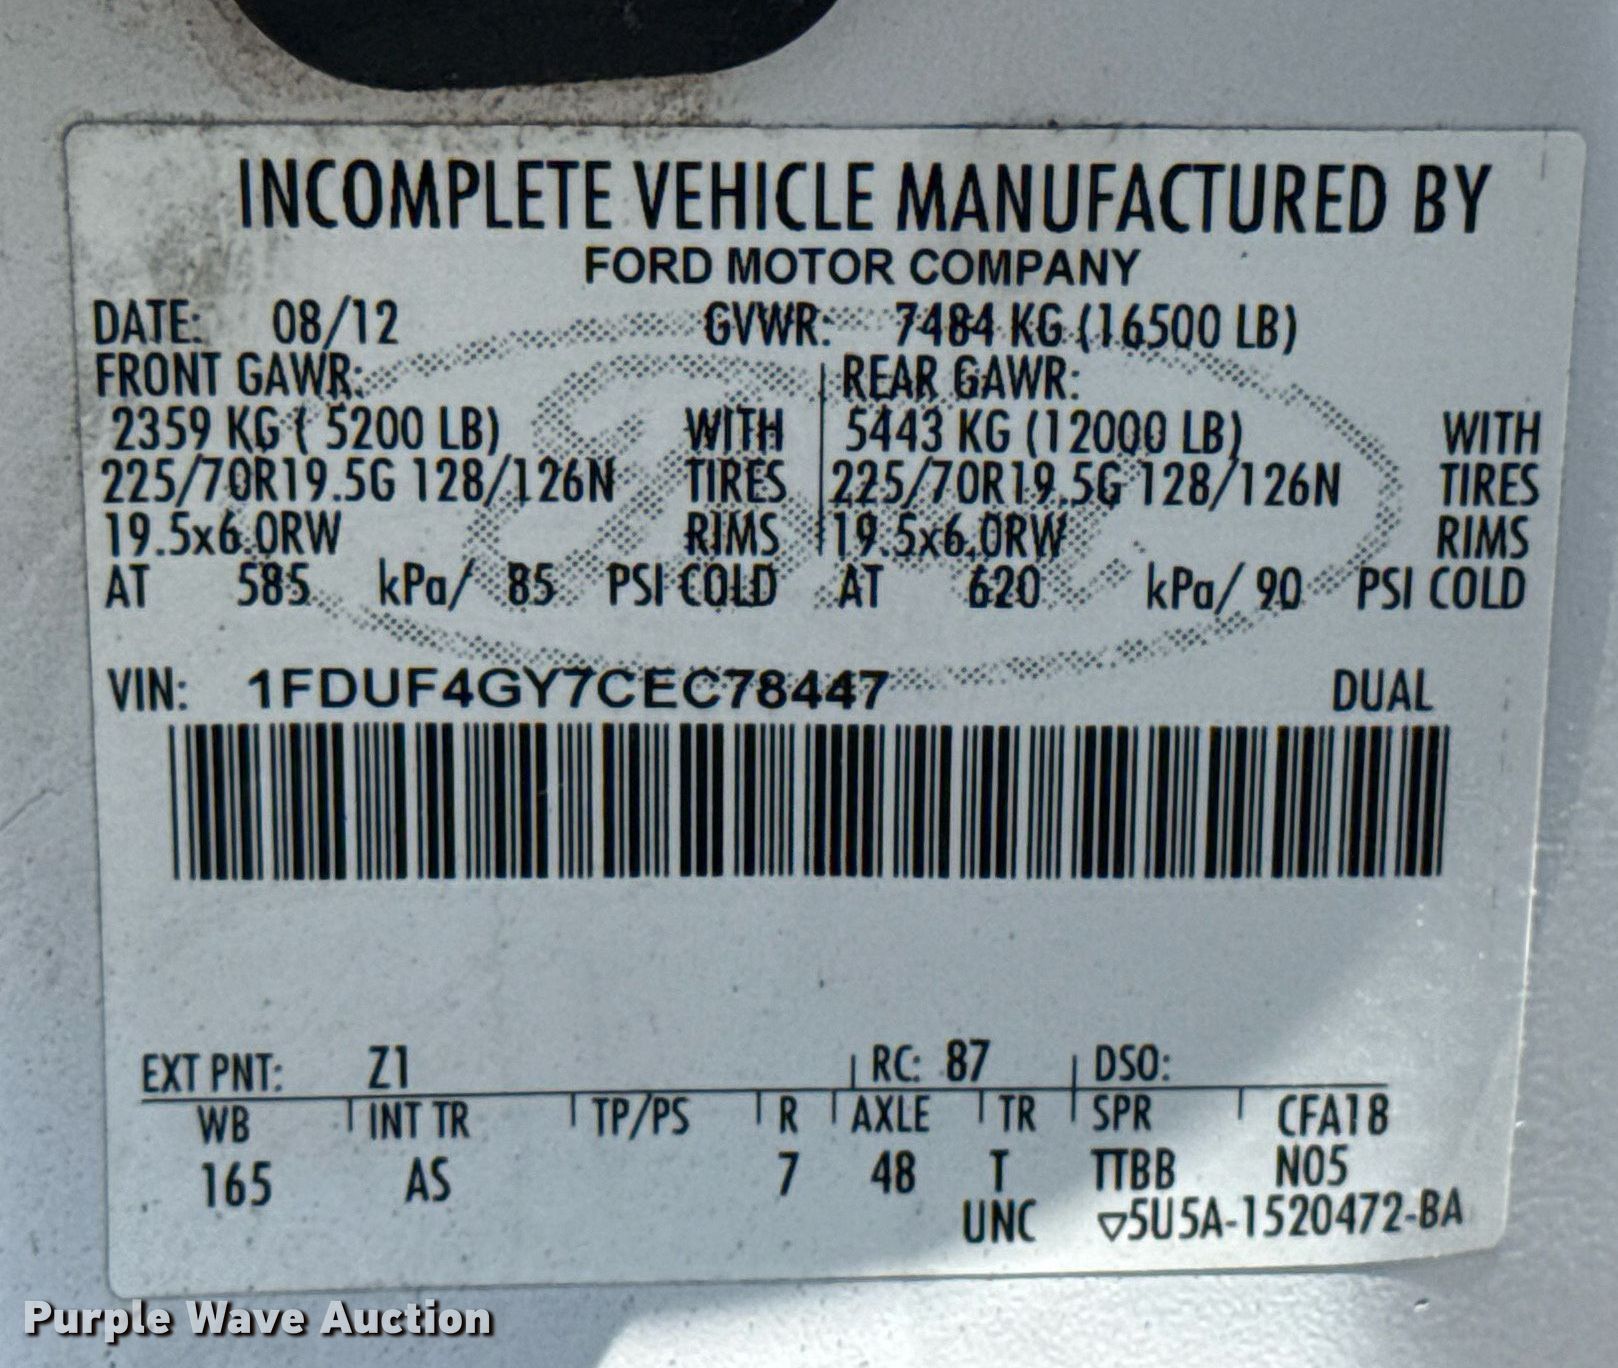 INCOMPLETE VEHICLE MANUFACTURED BY
FORD MOTOR COMPANY
DATE: 08/12 GVWR: 7484 KG (16500 LB)
FRONT GAWR: REAR GAWR:
2359 KG ( 5200 LB) WITH 5443 KG (12000 LB) WITH
225/70R19.5G 128/126N TIRES 225/70R19.5G 128/126N TIRES
19.5x6.0RW RIMS 19.5x6.0RW RIMS
AT 585 kPa/ 85 PSI COLD AT 620 kPa/ 90 PSI COLD
VIN: 1FDUF4GY7CEC78447 DUAL
EXT PNT: Z1 RC: 87 DSO:
WB INT TR TP/PS R AXLE TR SPR CFA18
165 AS 7 48 T TTBB N05
UNC ▽5U5A-1520472-BA
Purple Wave Auction